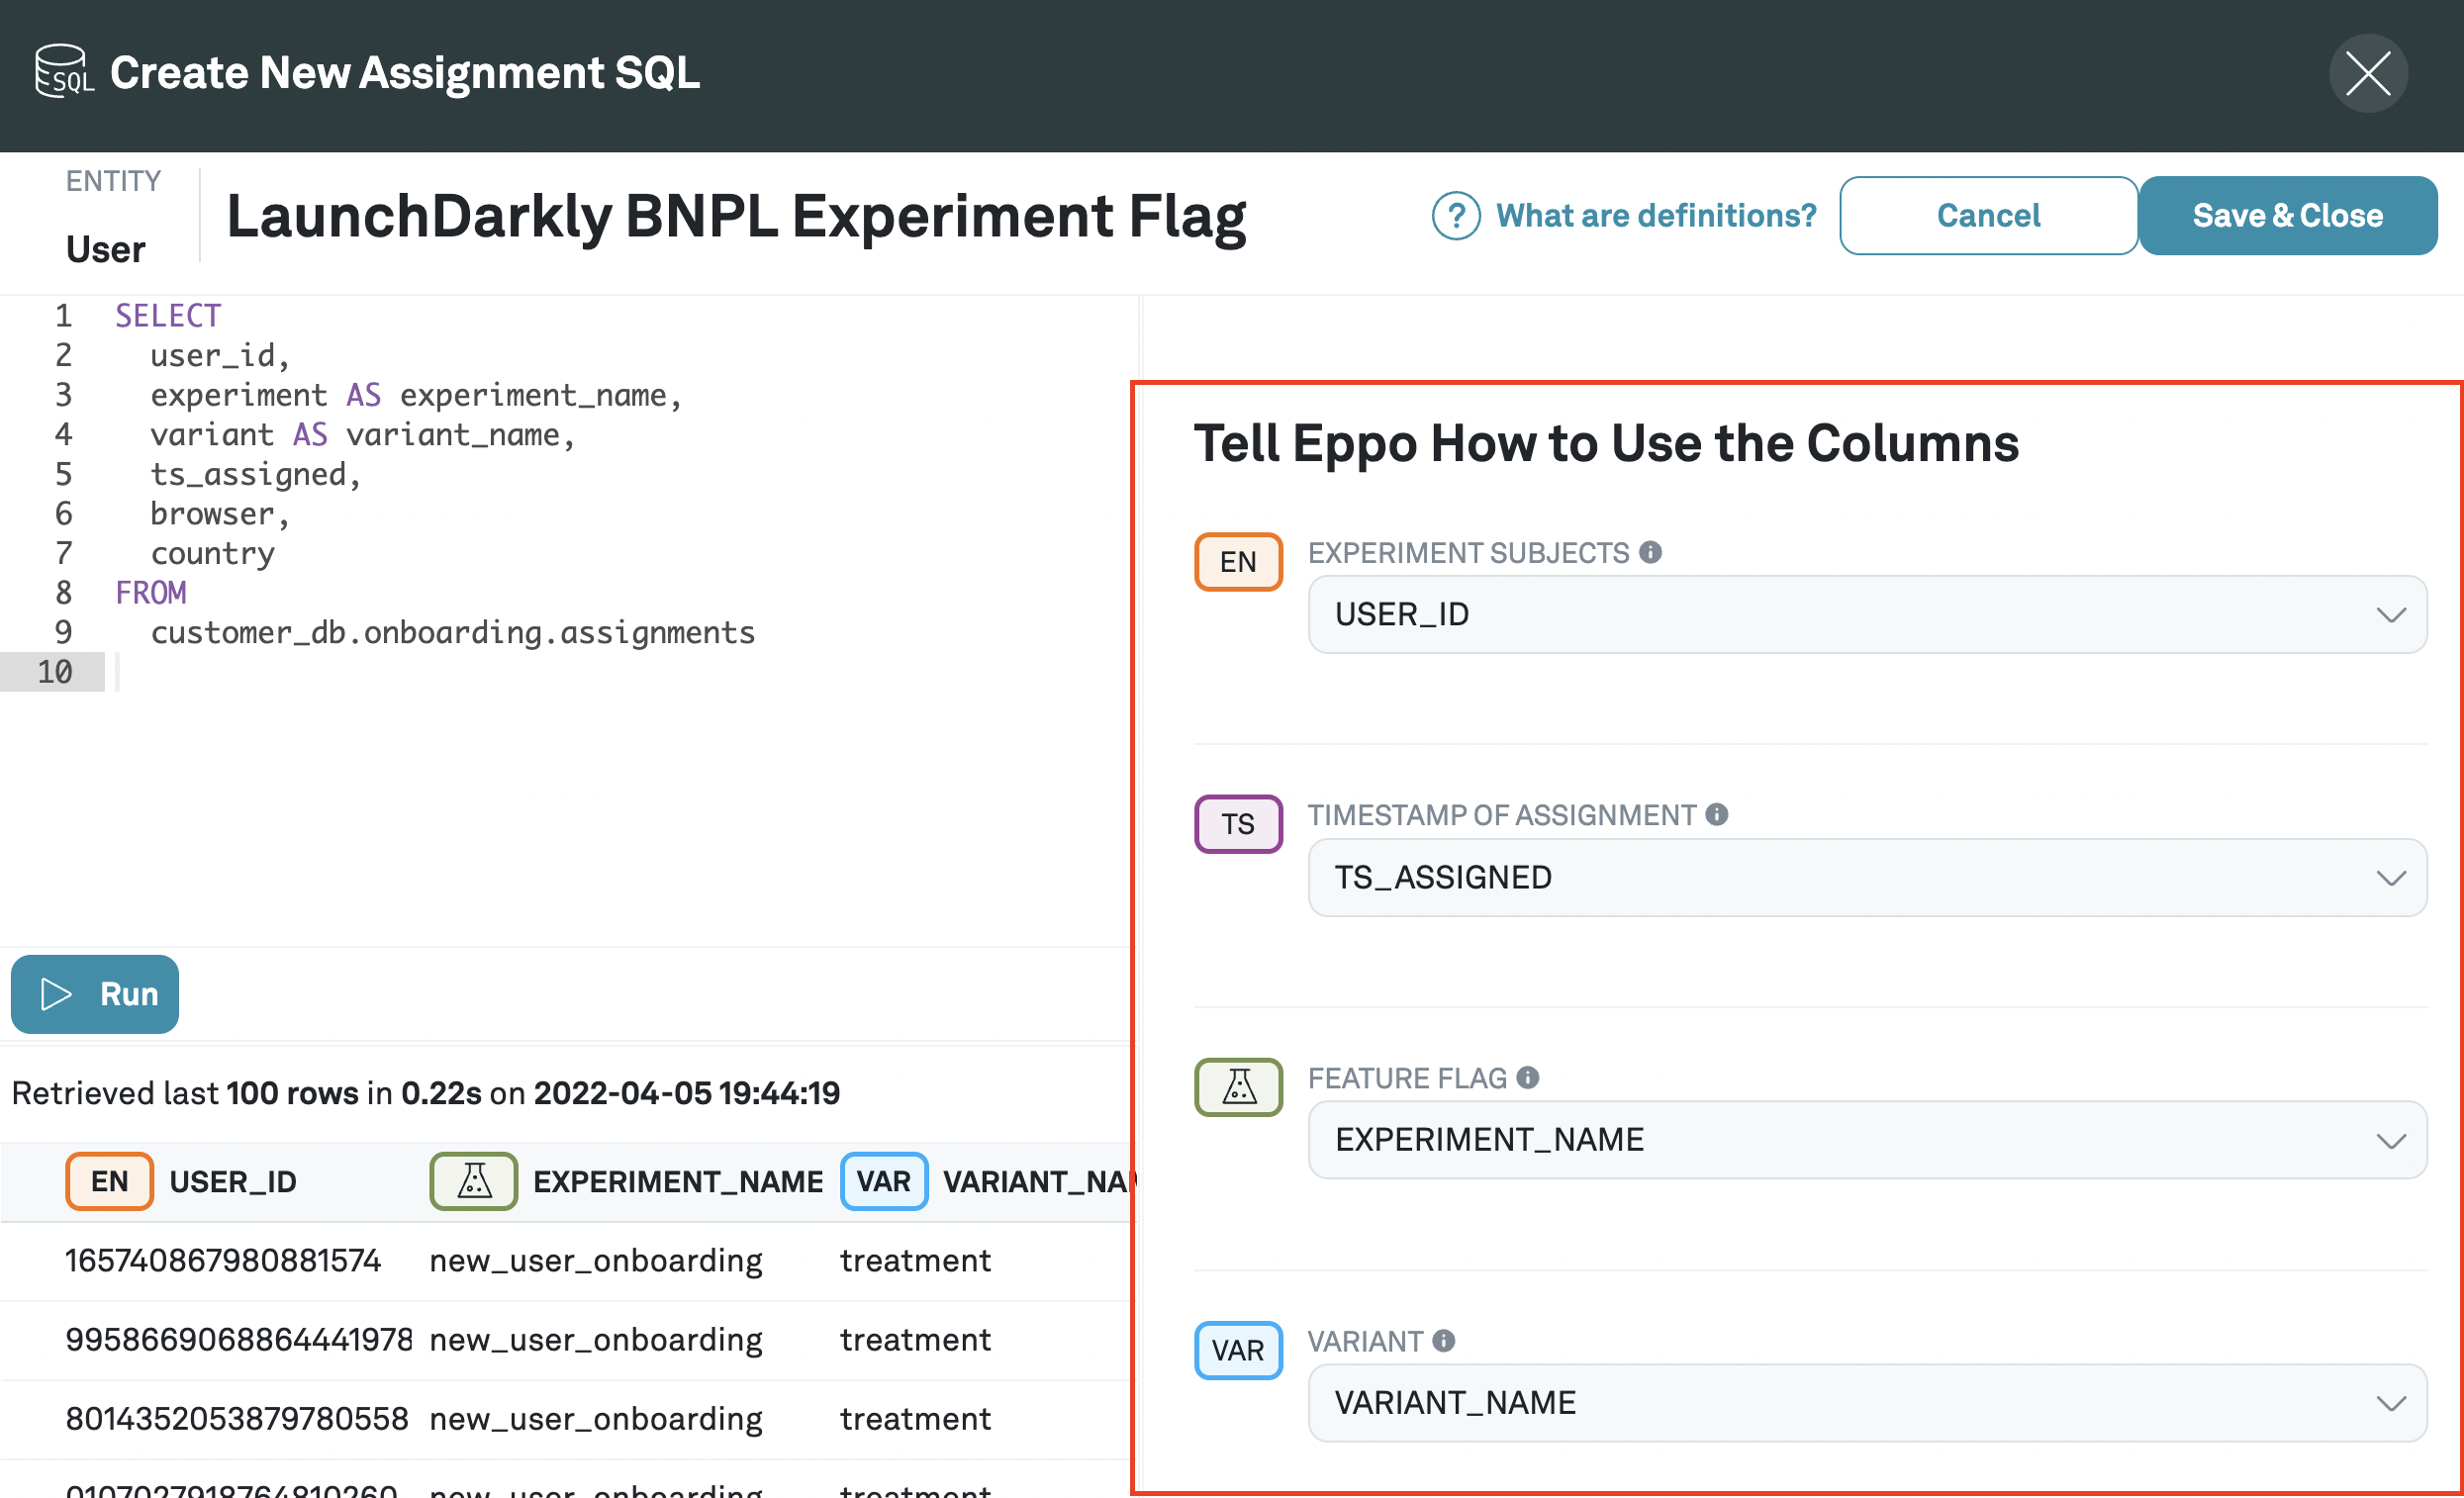 SQL Create New Assignment SQL
ENTITY
User
LaunchDarkly BNPL Experiment Flag
? What are definitions?
Cancel
Save & Close
1 SELECT
2 user_id,
3 experiment AS experiment_name,
4 variant AS variant_name,
5 ts_assigned,
6 browser,
7 country
8 FROM
9 customer_db.onboarding.assignments
10
Run
Retrieved last 100 rows in 0.22s on 2022-04-05 19:44:19
EN USER_ID EXPERIMENT_NAME VAR VARIANT_NA
165740867980881574 new_user_onboarding treatment
9958669068864441978 new_user_onboarding treatment
8014352053879780558 new_user_onboarding treatment
new_user_onboarding treatment
Tell Eppo How to Use the Columns
EN EXPERIMENT SUBJECTS
USER_ID
TS TIMESTAMP OF ASSIGNMENT
TS_ASSIGNED
FEATURE FLAG
EXPERIMENT_NAME
VAR VARIANT
VARIANT_NAME